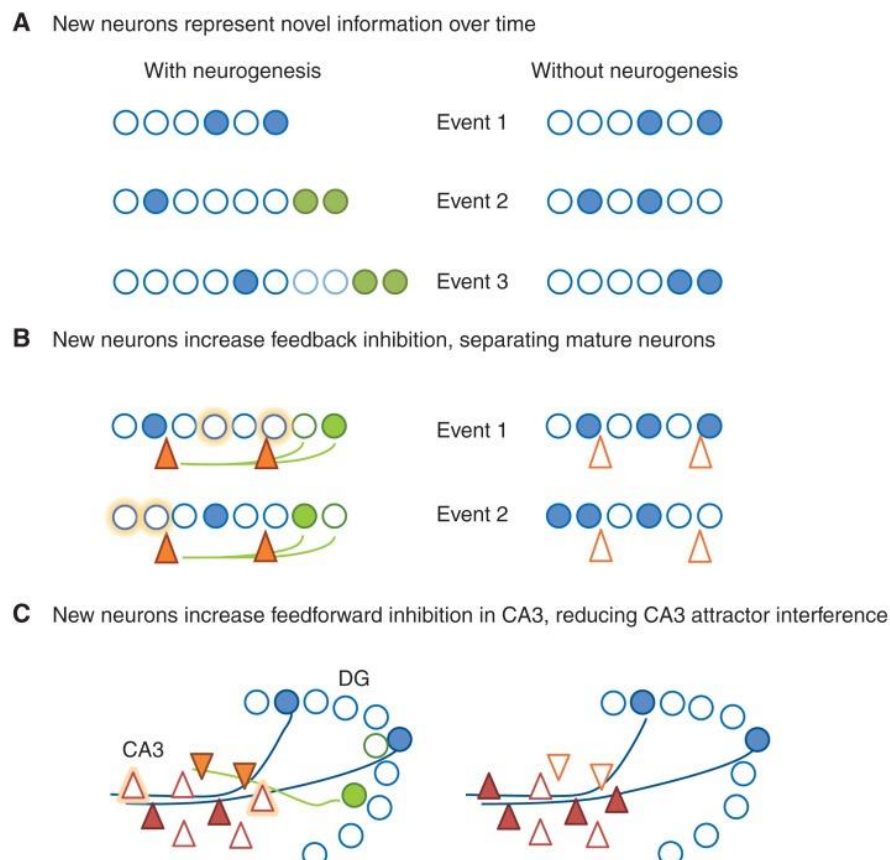 A New neurons represent novel information over time
With neurogenesis
Without neurogenesis
Event 1
Event 2
Event 3
B New neurons increase feedback inhibition, separating mature neurons
Event 1
Event 2
C New neurons increase feedforward inhibition in CA3, reducing CA3 attractor interference
DG
CA3